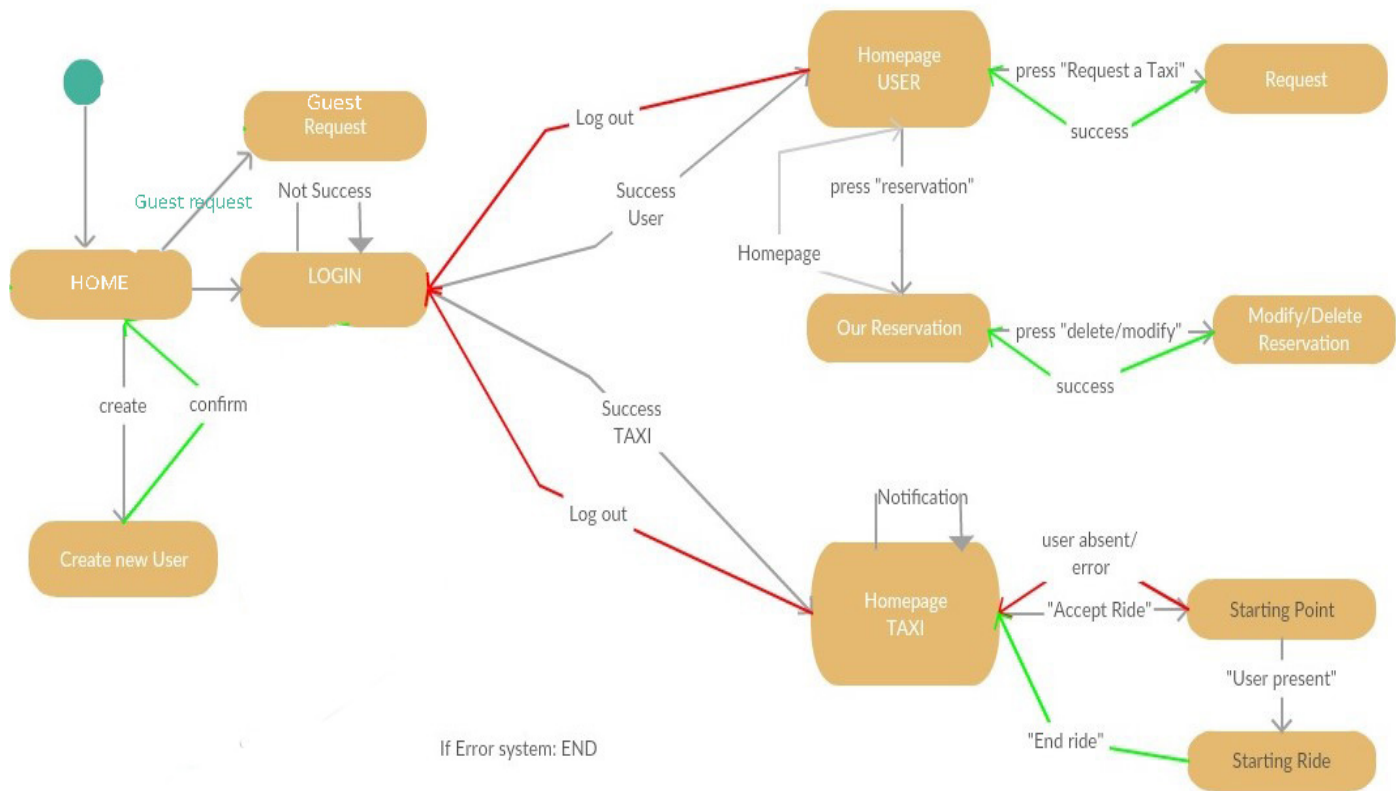 Homepage
USER
press "Request a Taxi"
Request
success
Guest
Request
Log out
Not Success
Guest request
Success
User
press "reservation"
Homepage
HOME
LOGIN
Our Reservation
press "delete/modify"
Modify/Delete
Reservation
success
create
confirm
Success
TAXI
Log out
Notification
user absent/
error
Create new User
Homepage
TAXI
"Accept Ride"
Starting Point
"User present"
"End ride"
Starting Ride
If Error system: END